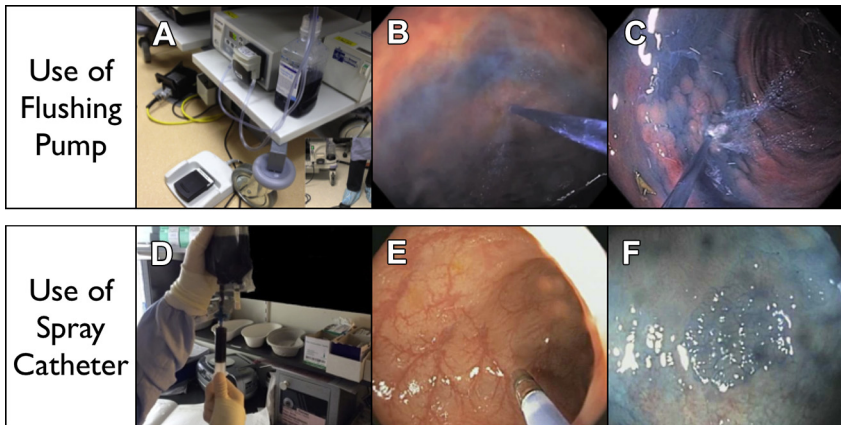 Use of
Flushing
Pump
A
B
C
Use of
Spray
Catheter
D
E
F